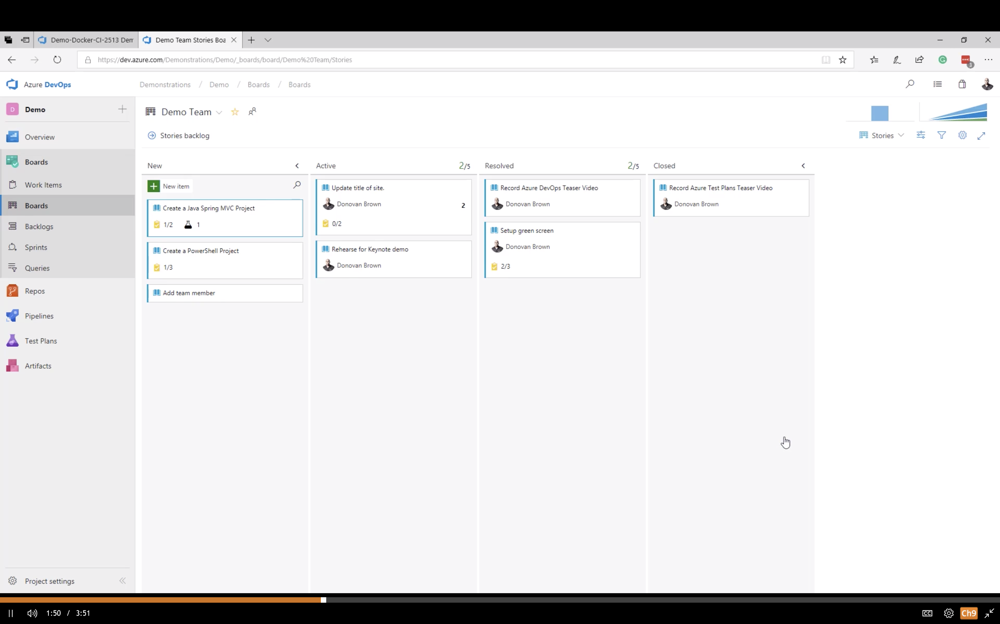 Demo-Docker-CI-2513 Dem
Demo Team Stories Boa
https://dev.azure.com/Demonstrations/Demo/_boards/board/Demo%20Team/Stories
3
Azure DevOps
Demonstrations / Demo / Boards / Boards
D Demo
Demo Team
Overview
Stories backlog
Stories
Boards
New
Active 2/5
Resolved 2/5
Closed
Work Items
Boards
Backlogs
Sprints
Queries
Repos
Pipelines
Test Plans
Artifacts
New item
Create a Java Spring MVC Project
1/2 1
Create a PowerShell Project
1/3
Add team member
Update title of site.
Donovan Brown
2
0/2
Rehearse for Keynote demo
Donovan Brown
Record Azure DevOps Teaser Video
Donovan Brown
Setup green screen
Donovan Brown
2/3
Record Azure Test Plans Teaser Video
Donovan Brown
Project settings
1:50 / 3:51
CC
Ch9